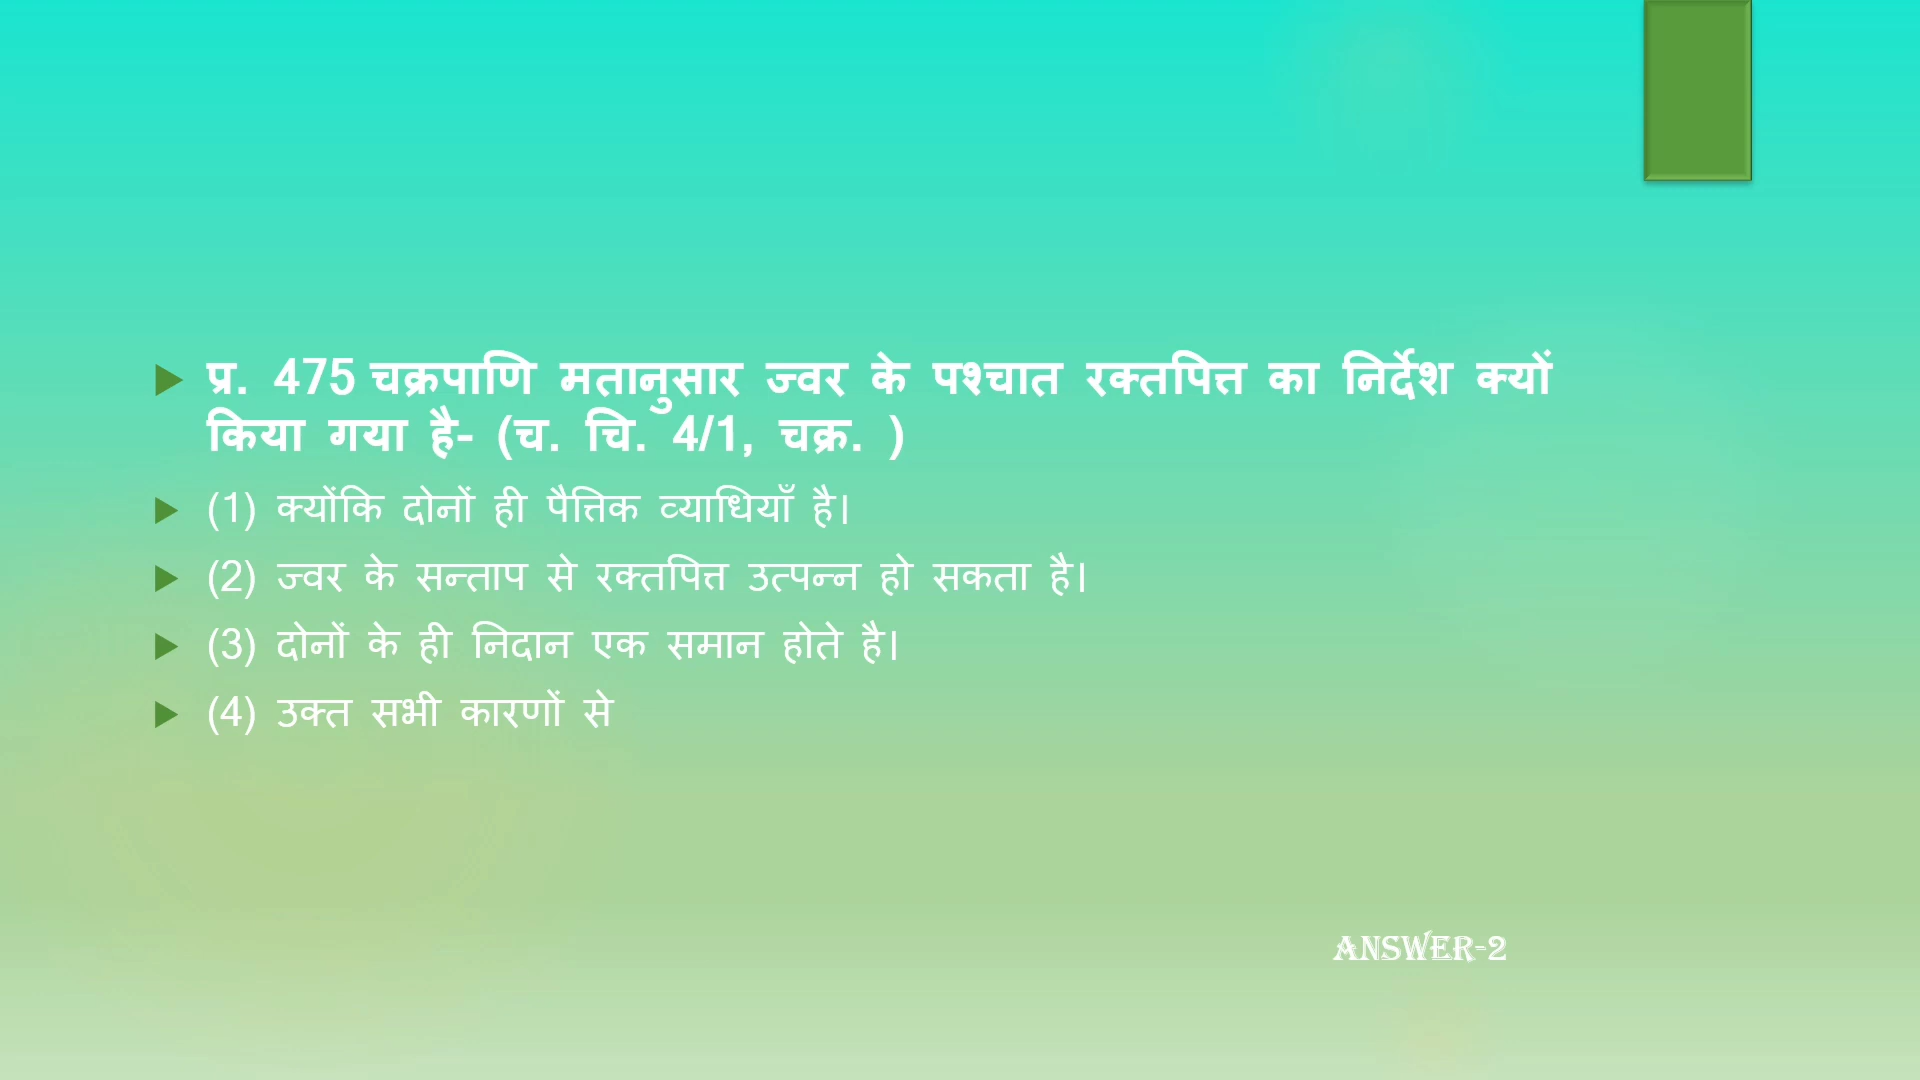 प्र. 475 चक्रपाणि मतानुसार ज्वर के पश्चात रक्तपित्त का निर्देश क्यों
किया गया है- (च. चि. 4/1, चक्र. )
(1) क्योंकि दोनों ही पैत्तिक व्याधियाँ है।
(2) ज्वर के सन्ताप से रक्तपित्त उत्पन्न हो सकता है।
(3) दोनों के ही निदान एक समान होते है।
(4) उक्त सभी कारणों से
ANSWER-2